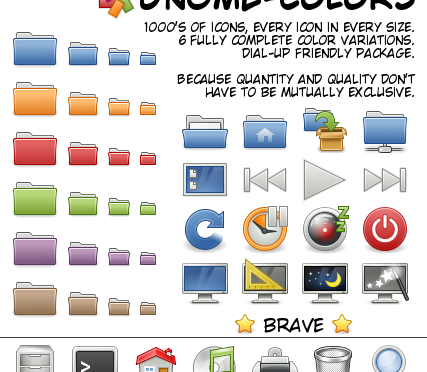 GNOME-COLORS
1000'S OF ICONS, EVERY ICON IN EVERY SIZE.
6 FULLY COMPLETE COLOR VARIATIONS.
DIAL-UP FRIENDLY PACKAGE.
BECAUSE QUANTITY AND QUALITY DON'T
HAVE TO BE MUTUALLY EXCLUSIVE.
Z
Z
BRAVE
>_